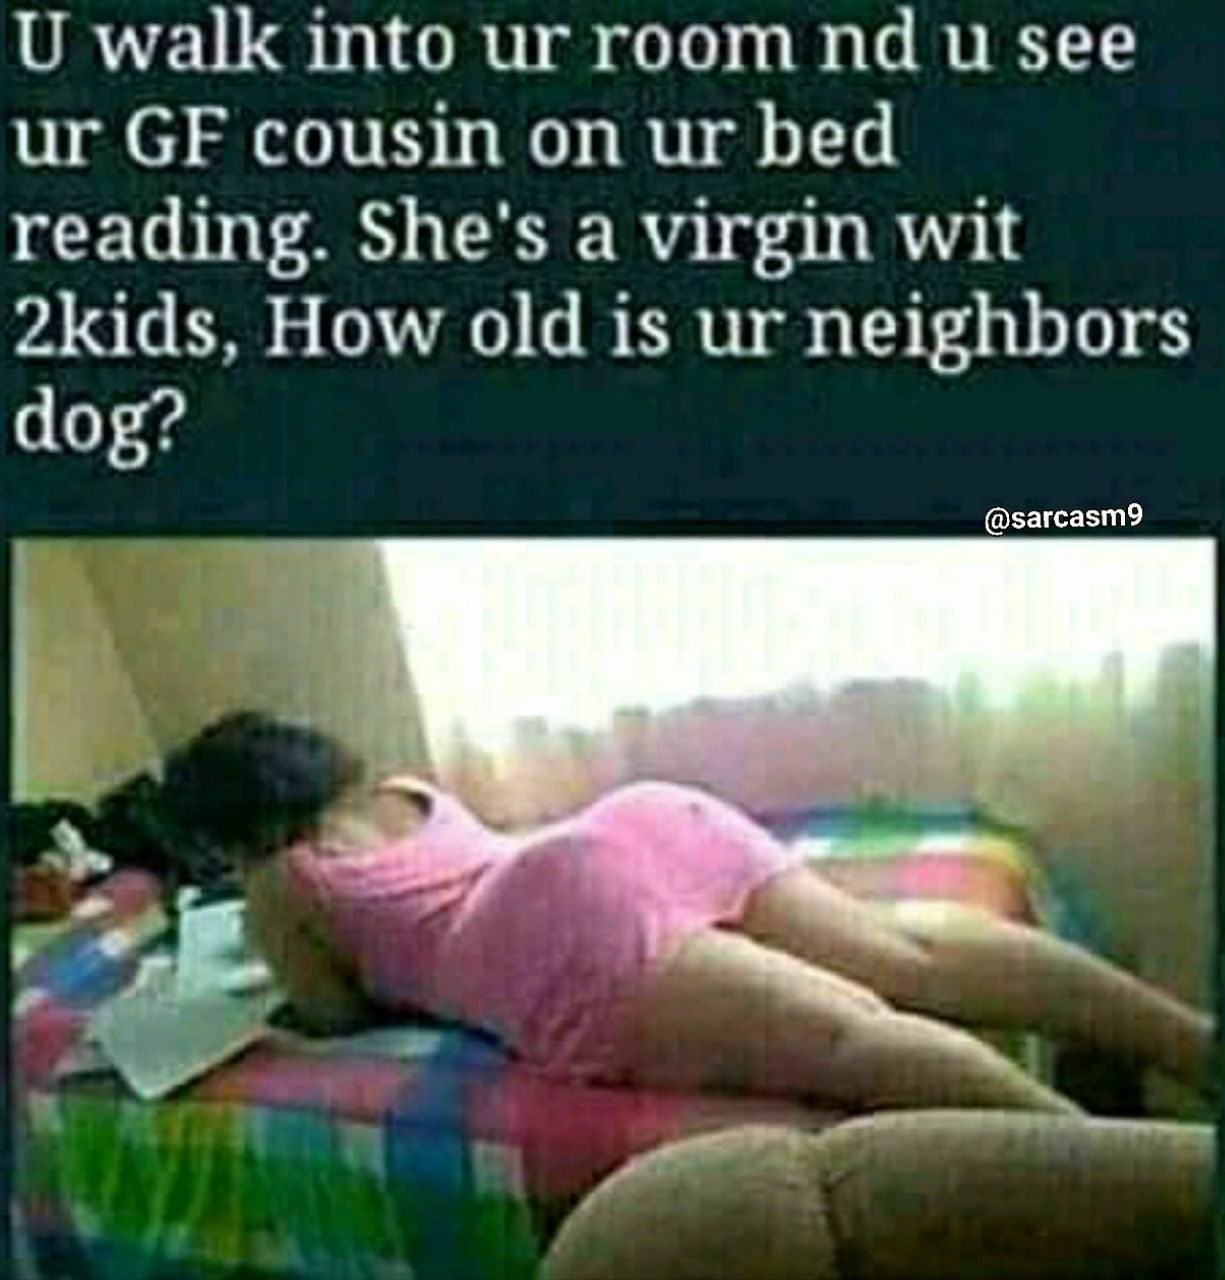 U walk into ur room nd u see
ur GF cousin on ur bed
reading. She's a virgin wit
2kids, How old is ur neighbors
dog?
@sarcasm9